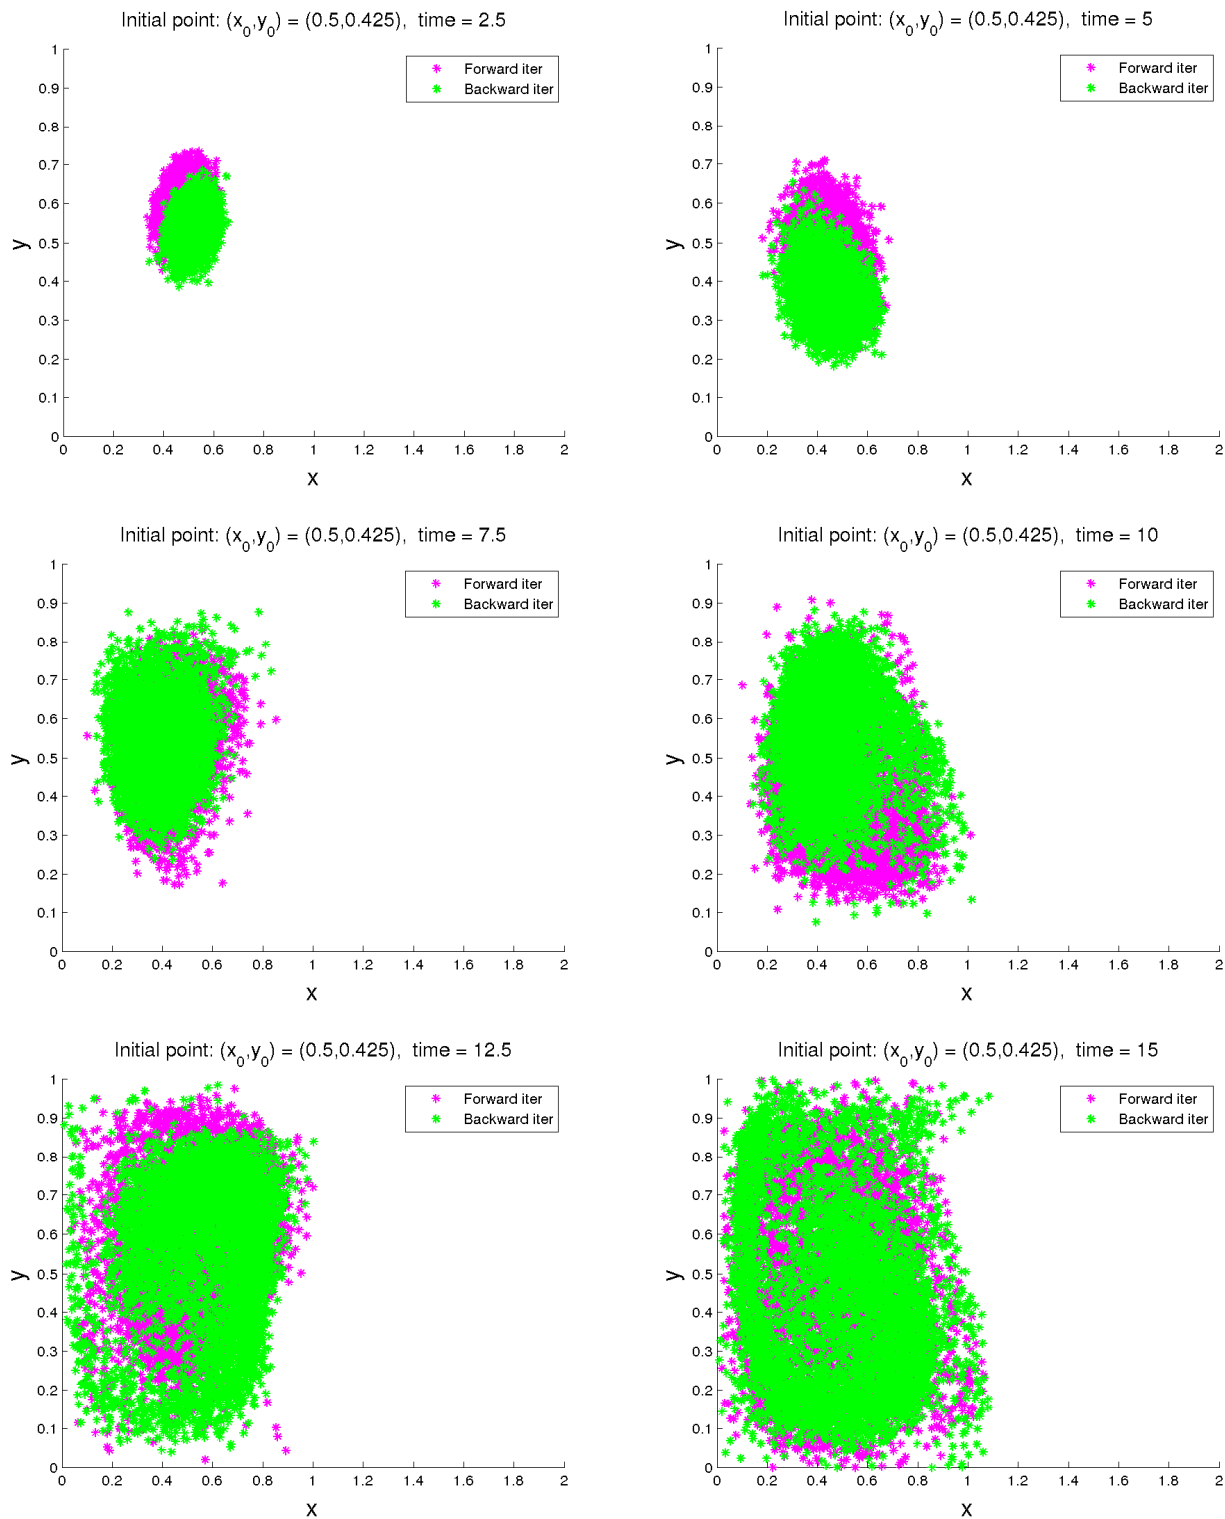 Initial point: (x0,y0) = (0.5,0.425), time = 2.5
Forward iter
Backward iter
1
0.9
0.8
0.7
0.6
0.5
0.4
0.3
0.2
0.1
0
y
0 0.2 0.4 0.6 0.8 1 1.2 1.4 1.6 1.8 2
x
Initial point: (x0,y0) = (0.5,0.425), time = 5
Forward iter
Backward iter
1
0.9
0.8
0.7
0.6
0.5
0.4
0.3
0.2
0.1
0
y
0 0.2 0.4 0.6 0.8 1 1.2 1.4 1.6 1.8 2
x
Initial point: (x0,y0) = (0.5,0.425), time = 7.5
Forward iter
Backward iter
1
0.9
0.8
0.7
0.6
0.5
0.4
0.3
0.2
0.1
0
y
0 0.2 0.4 0.6 0.8 1 1.2 1.4 1.6 1.8 2
x
Initial point: (x0,y0) = (0.5,0.425), time = 10
Forward iter
Backward iter
1
0.9
0.8
0.7
0.6
0.5
0.4
0.3
0.2
0.1
0
y
0 0.2 0.4 0.6 0.8 1 1.2 1.4 1.6 1.8 2
x
Initial point: (x0,y0) = (0.5,0.425), time = 12.5
Forward iter
Backward iter
1
0.9
0.8
0.7
0.6
0.5
0.4
0.3
0.2
0.1
0
y
0 0.2 0.4 0.6 0.8 1 1.2 1.4 1.6 1.8 2
x
Initial point: (x0,y0) = (0.5,0.425), time = 15
Forward iter
Backward iter
1
0.9
0.8
0.7
0.6
0.5
0.4
0.3
0.2
0.1
0
y
0 0.2 0.4 0.6 0.8 1 1.2 1.4 1.6 1.8 2
x